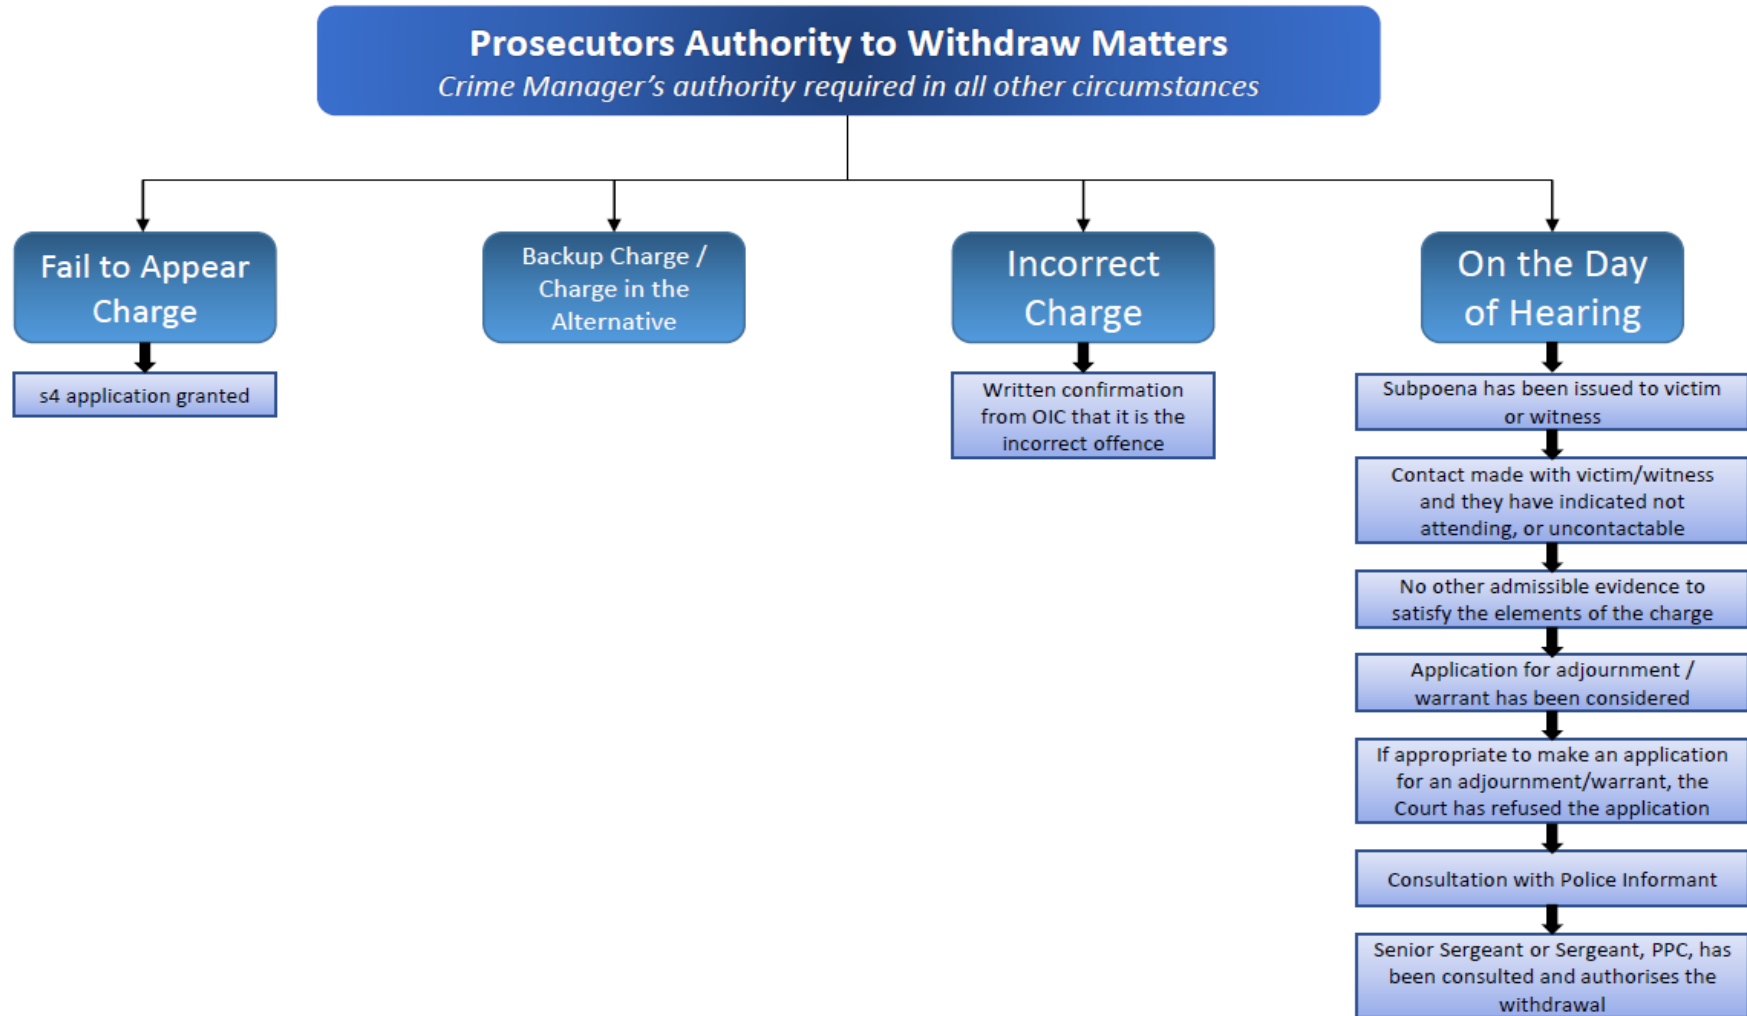 Prosecutors Authority to Withdraw Matters
Crime Manager's authority required in all other circumstances
Fail to Appear
Charge
s4 application granted
Backup Charge /
Charge in the
Alternative
Incorrect
Charge
Written confirmation
from OIC that it is the
incorrect offence
On the Day
of Hearing
Subpoena has been issued to victim
or witness
Contact made with victim/witness
and they have indicated not
attending, or uncontactable
No other admissible evidence to
satisfy the elements of the charge
Application for adjournment /
warrant has been considered
If appropriate to make an application
for an adjournment/warrant, the
Court has refused the application
Consultation with Police Informant
Senior Sergeant or Sergeant, PPC, has
been consulted and authorises the
withdrawal